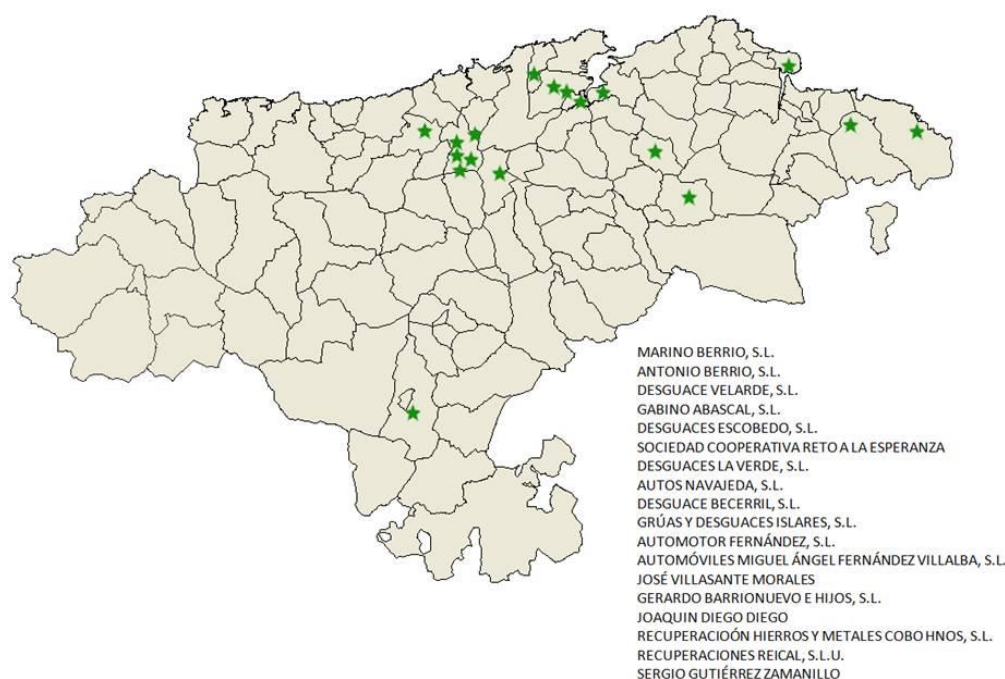 MARINO BERRIO, S.L.
ANTONIO BERRIO, S.L.
DESGUACE VELARDE, S.L.
GABINO ABASCAL, S.L.
DESGUACES ESCOBEDO, S.L.
SOCIEDAD COOPERATIVA RETO A LA ESPERANZA
DESGUACES LA VERDE, S.L.
AUTOS NAVAJEDA, S.L.
DESGUACE BECERRIL, S.L.
GRÚAS Y DESGUACES ISLARES, S.L.
AUTOMOTOR FERNÁNDEZ, S.L.
AUTOMÓVILES MIGUEL ÁNGEL FERNÁNDEZ VILLALBA, S.L.
JOSÉ VILLASANTE MORALES
GERARDO BARRIONUEVO E HIJOS, S.L.
JOAQUIN DIEGO DIEGO
RECUPERACIOÓN HIERROS Y METALES COBO HNOS, S.L.
RECUPERACIONES REICAL, S.L.U.
SERGIO GUTIÉRREZ ZAMANILLO